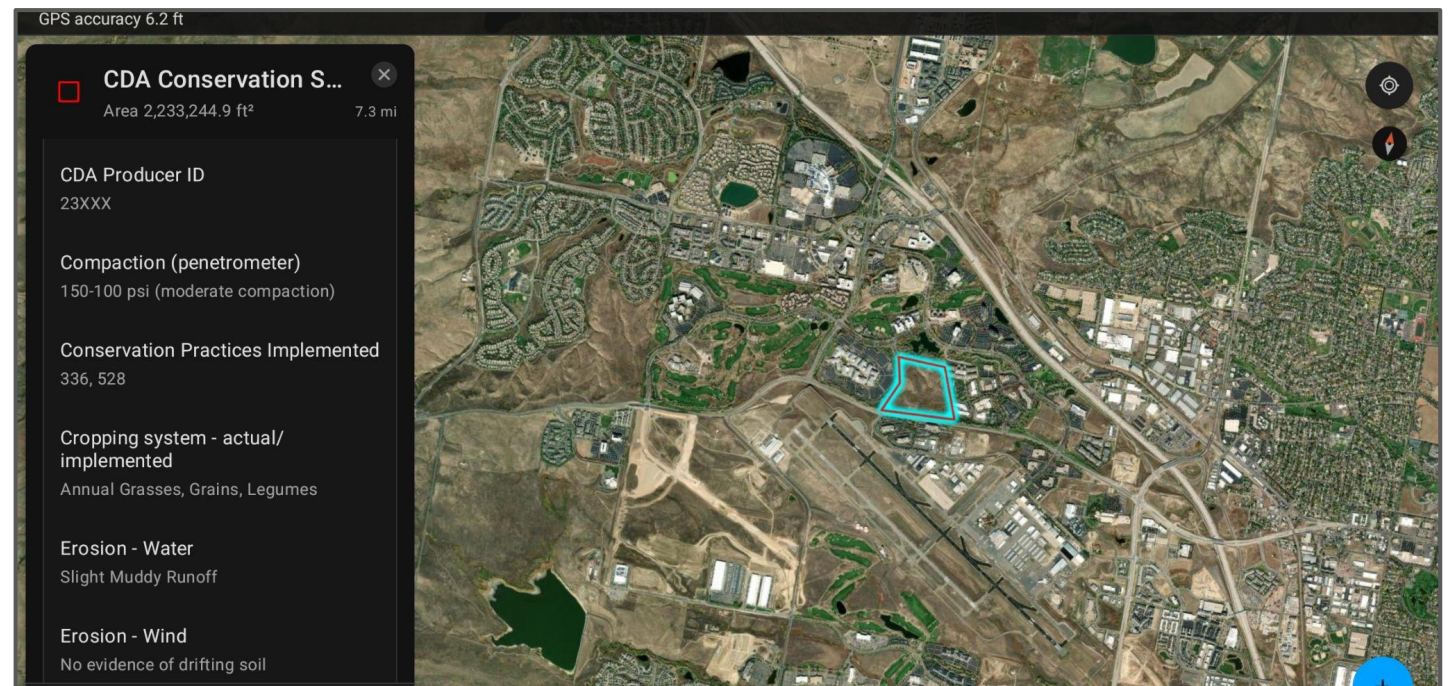 GPS accuracy 6.2 ft
CDA Conservation S...
Area 2,233,244.9 ft²
7.3 mi
CDA Producer ID
23XXX
Compaction (penetrometer)
150-100 psi (moderate compaction)
Conservation Practices Implemented
336, 528
Cropping system - actual/
implemented
Annual Grasses, Grains, Legumes
Erosion - Water
Slight Muddy Runoff
Erosion - Wind
No evidence of drifting soil